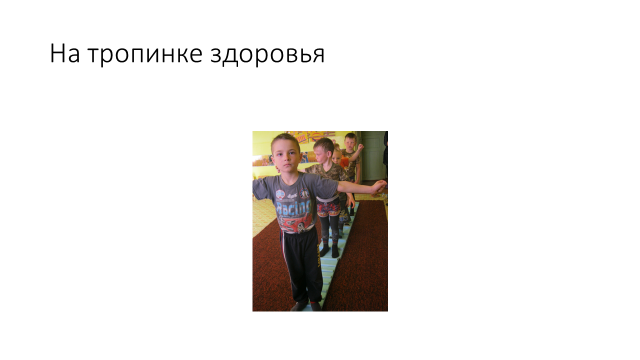 На тропинке здоровья